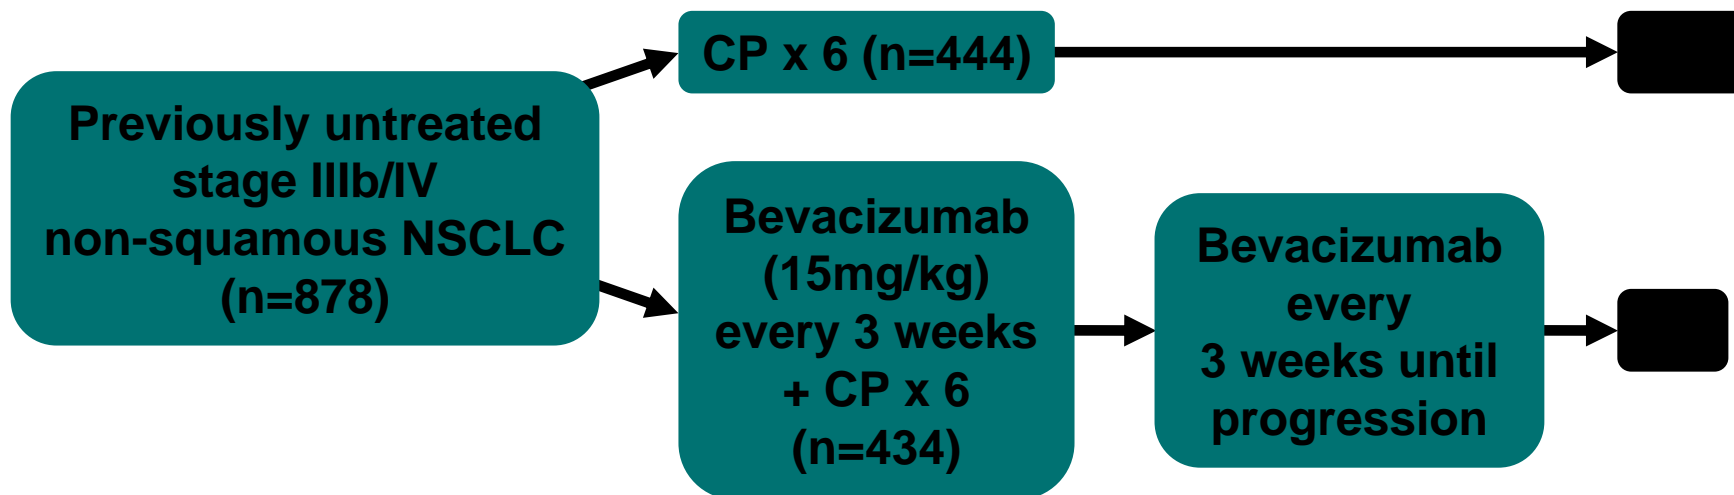 CP x 6 (n=444)
Previously untreated
stage IIIb/IV
non-squamous NSCLC
(n=878)
Bevacizumab
(15mg/kg)
every 3 weeks
+ CP x 6
(n=434)
Bevacizumab
every
3 weeks until
progression